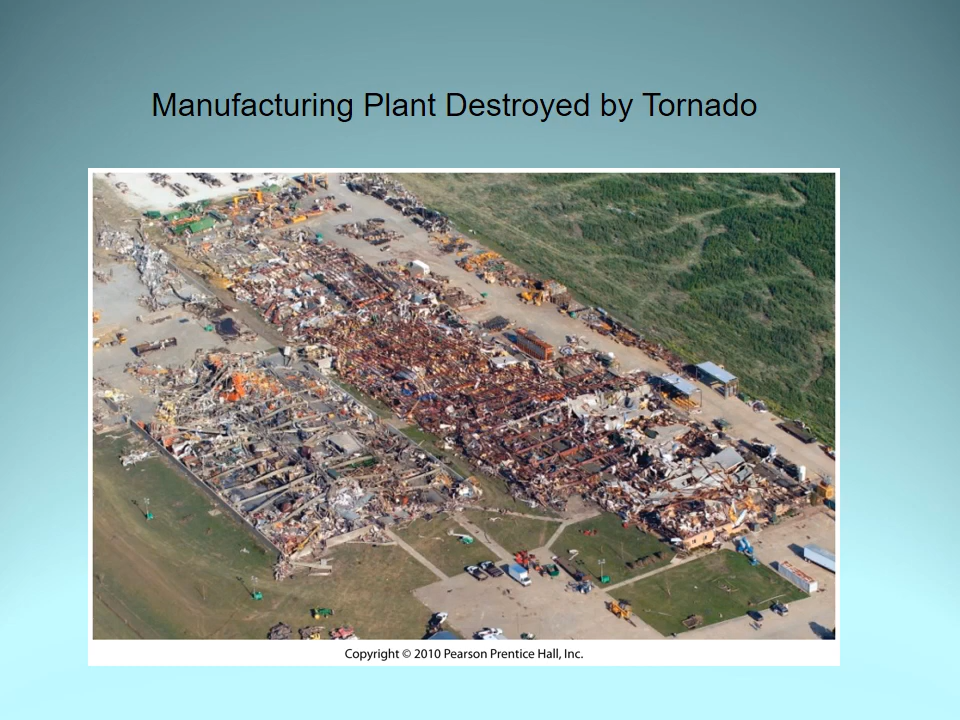 Manufacturing Plant Destroyed by Tornado
Copyright © 2010 Pearson Prentice Hall, Inc.